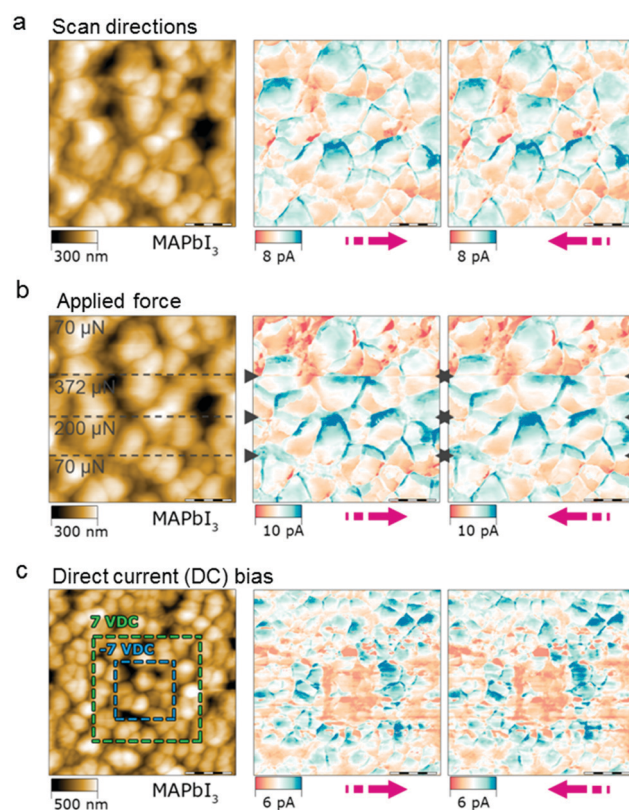 a
Scan directions
300 nm
MAPbI₃
8 pA
8 pA
b
Applied force
70 µN
372 µN
200 µN
70 µN
300 nm
MAPbI₃
10 pA
10 pA
c
Direct current (DC) bias
7 VDC
-7 VDC
500 nm
MAPbI₃
6 pA
6 pA